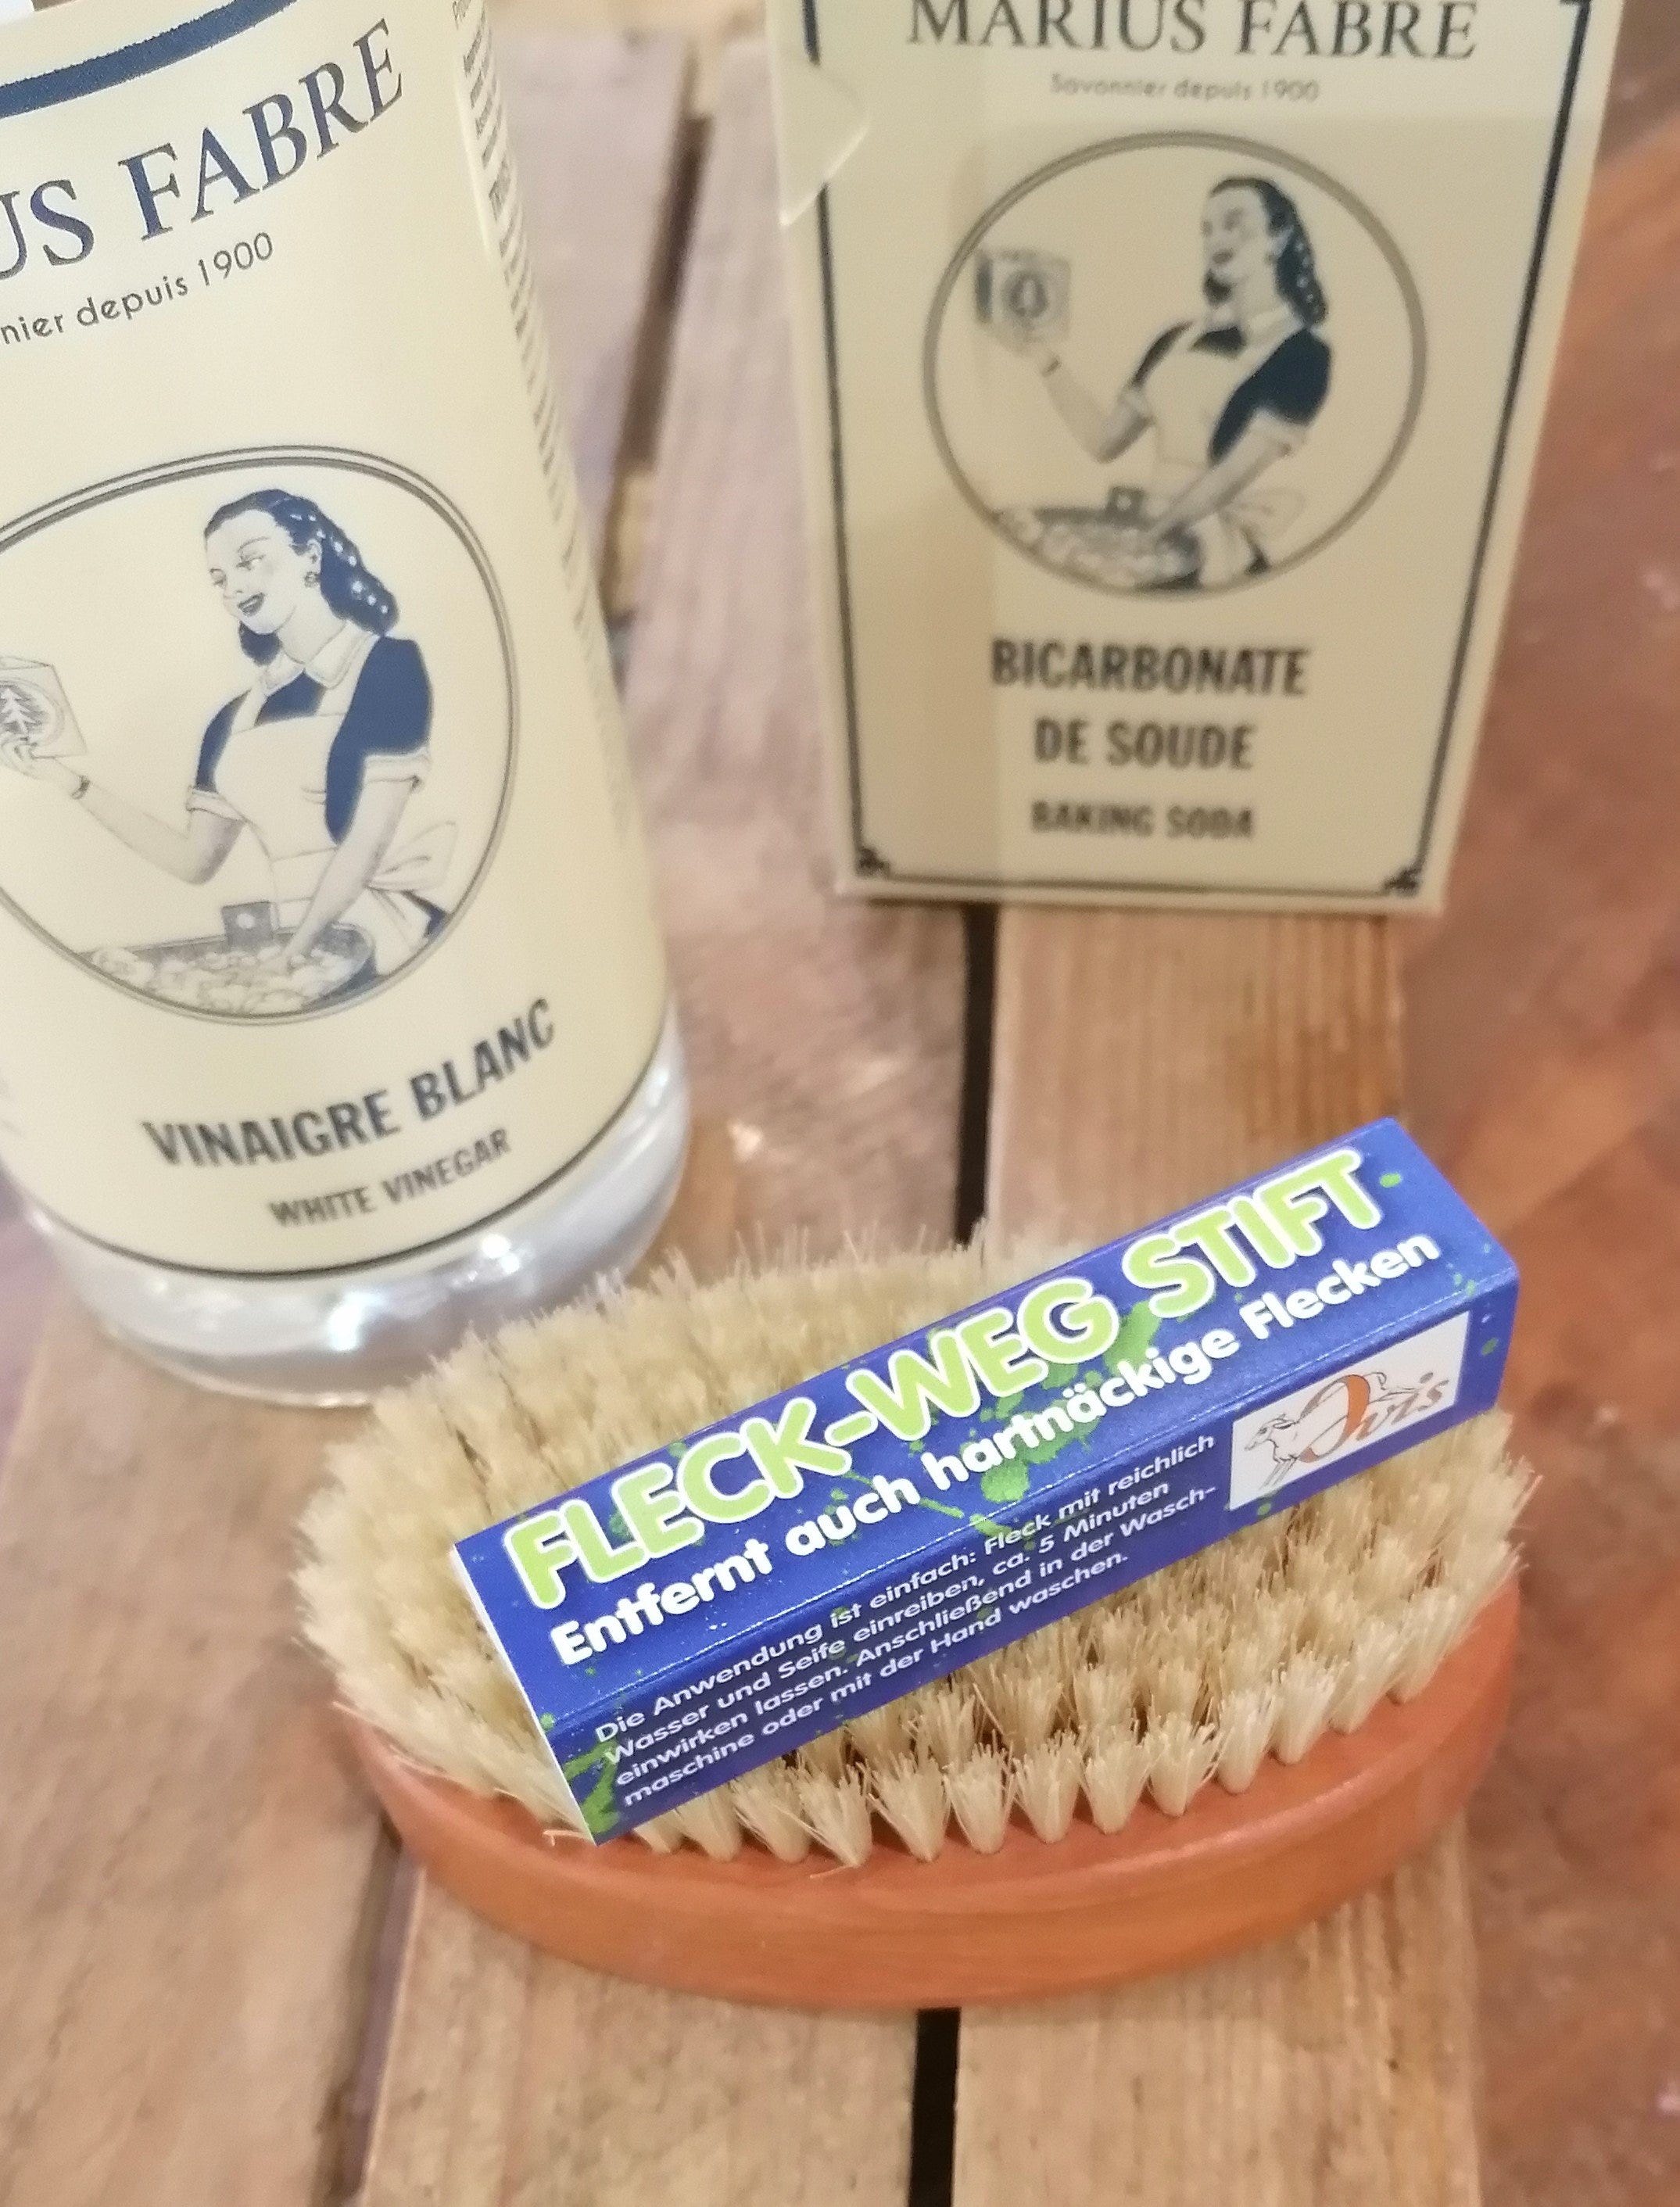 US FABRE
nier depuis 1900
VINAIGRE BLANC
WHITE VINEGAR
MARIUS FABRE
Savonnier depuis 1900
BICARBONATE
DE SOUDE
BAKING SODA
FLECK-WEG STIFT
Entfernt auch hartnäckige Flecken
Die Anwendung ist einfach: Fleck mit reichlich
Wasser und Seife einreiben, ca. 5 Minuten
einwirken lassen. Anschließend in der Wasch-
maschine oder mit der Hand waschen.
Ovis